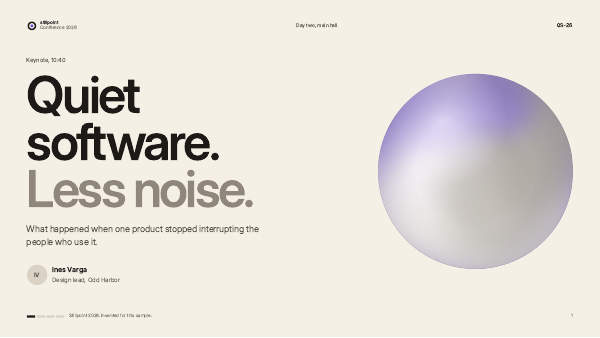 stillpoint
Conference 2026
Day two, main hall
05–26
Keynote, 10:40
Quiet
software.
Less noise.
What happened when one product stopped interrupting the
people who use it.
IV
Ines Varga
Design lead, Odd Harbor
Stillpoint 2026. Invented for this sample.
1